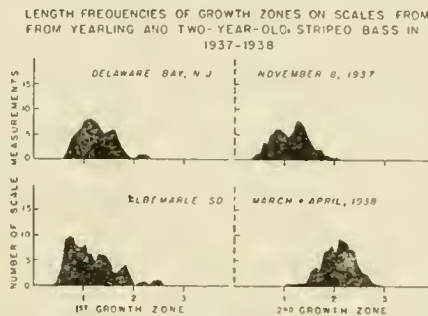 LENGTH FREQUENCIES OF GROWTH ZONES ON SCALES FROM
FROM YEARLING AND TWO-YEAR-OLD STRIPED BASS IN
1937-1938
DELAWARE BAY, N J
NOVEMBER 8, 1937
15
10
5
ALBEMARLE SD
MARCH + APRIL, 1938
15
10
5
0
1 2 3
1 2 3
1ST GROWTH ZONE
2ND GROWTH ZONE
NUMBER OF SCALE MEASUREMENTS